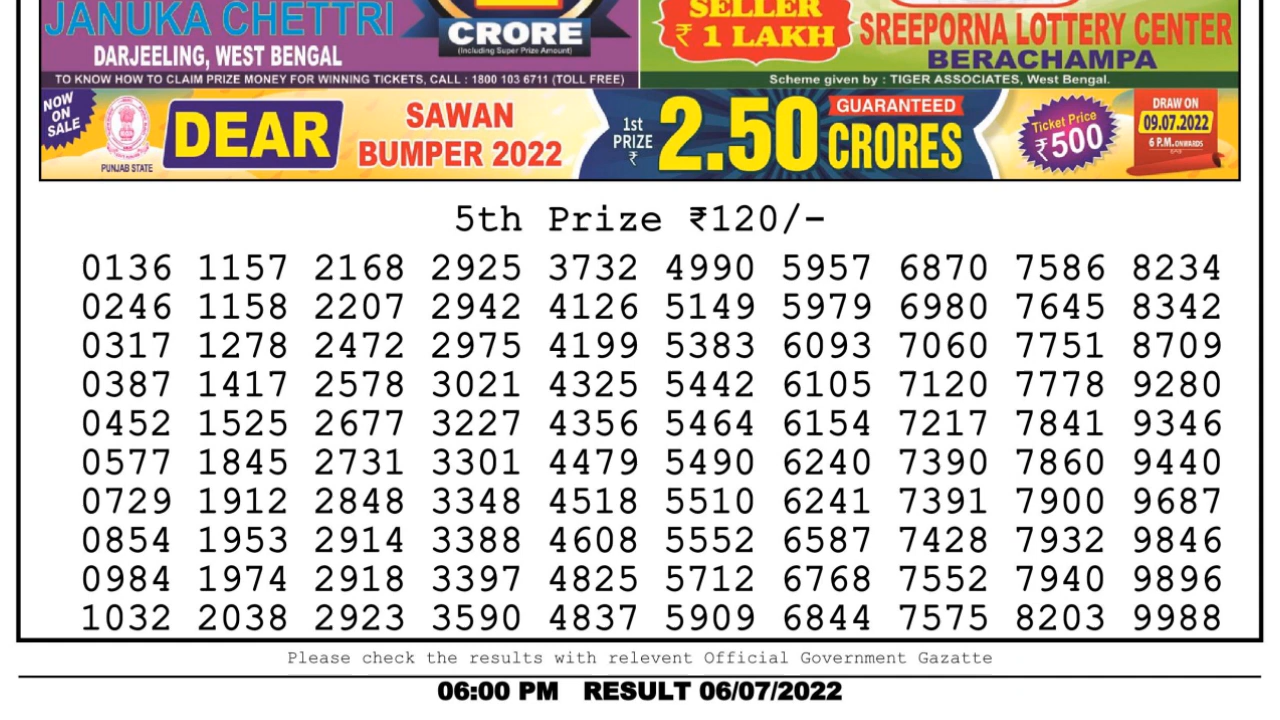 JANUKA CHETTRI
DARJEELING, WEST BENGAL
CRORE
(Including Super Prize Amount)
TO KNOW HOW TO CLAIM PRIZE MONEY FOR WINNING TICKETS, CALL : 1800 103 6711 (TOLL FREE)
SELLER
₹ 1 LAKH
SREEPORNA LOTTERY CENTER
BERACHAMPA
Scheme given by : TIGER ASSOCIATES, West Bengal.
NOW
ON
SALE
PUNJAB STATE
DEAR
SAWAN
BUMPER 2022
1st
PRIZE
₹
2.50
GUARANTEED
CRORES
Ticket Price
₹500
DRAW ON
09.07.2022
6 P.M. ONWARDS
5th Prize ₹120/-
0136 1157 2168 2925 3732 4990 5957 6870 7586 8234
0246 1158 2207 2942 4126 5149 5979 6980 7645 8342
0317 1278 2472 2975 4199 5383 6093 7060 7751 8709
0387 1417 2578 3021 4325 5442 6105 7120 7778 9280
0452 1525 2677 3227 4356 5464 6154 7217 7841 9346
0577 1845 2731 3301 4479 5490 6240 7390 7860 9440
0729 1912 2848 3348 4518 5510 6241 7391 7900 9687
0854 1953 2914 3388 4608 5552 6587 7428 7932 9846
0984 1974 2918 3397 4825 5712 6768 7552 7940 9896
1032 2038 2923 3590 4837 5909 6844 7575 8203 9988
Please check the results with relevent Official Government Gazatte
06:00 PM RESULT 06/07/2022